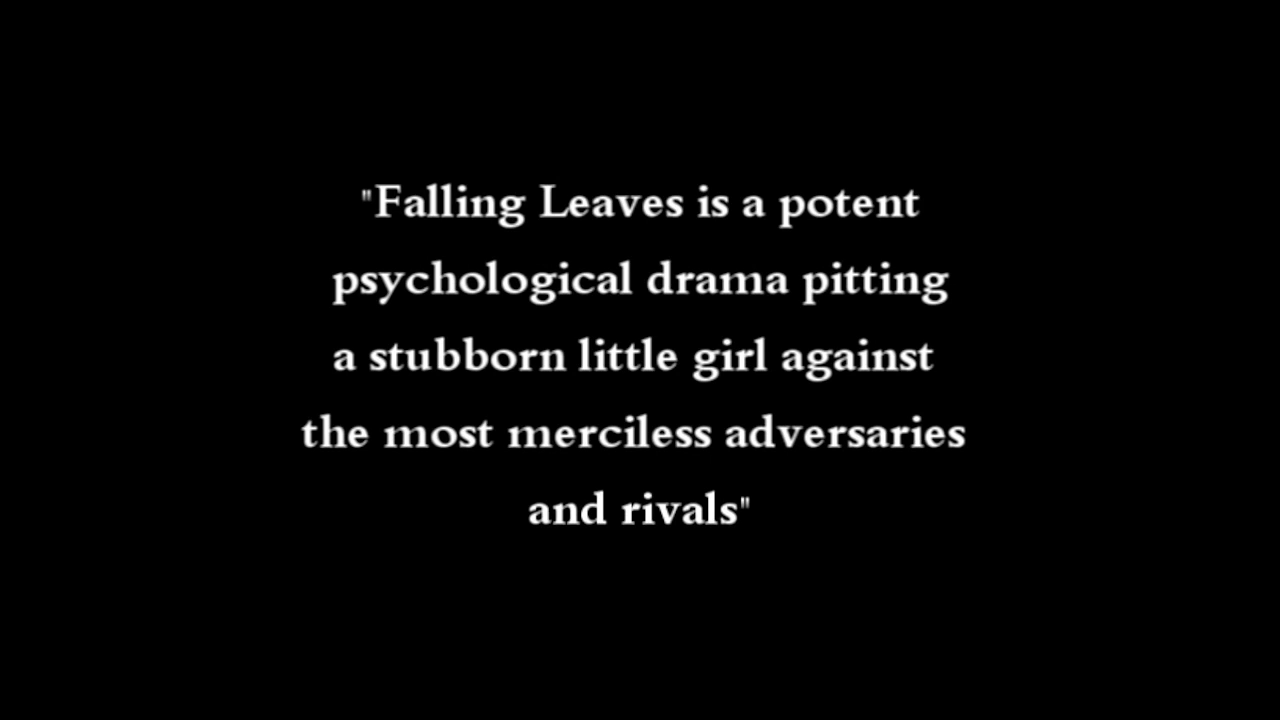 "Falling Leaves is a potent
psychological drama pitting
a stubborn little girl against
the most merciless adversaries
and rivals"